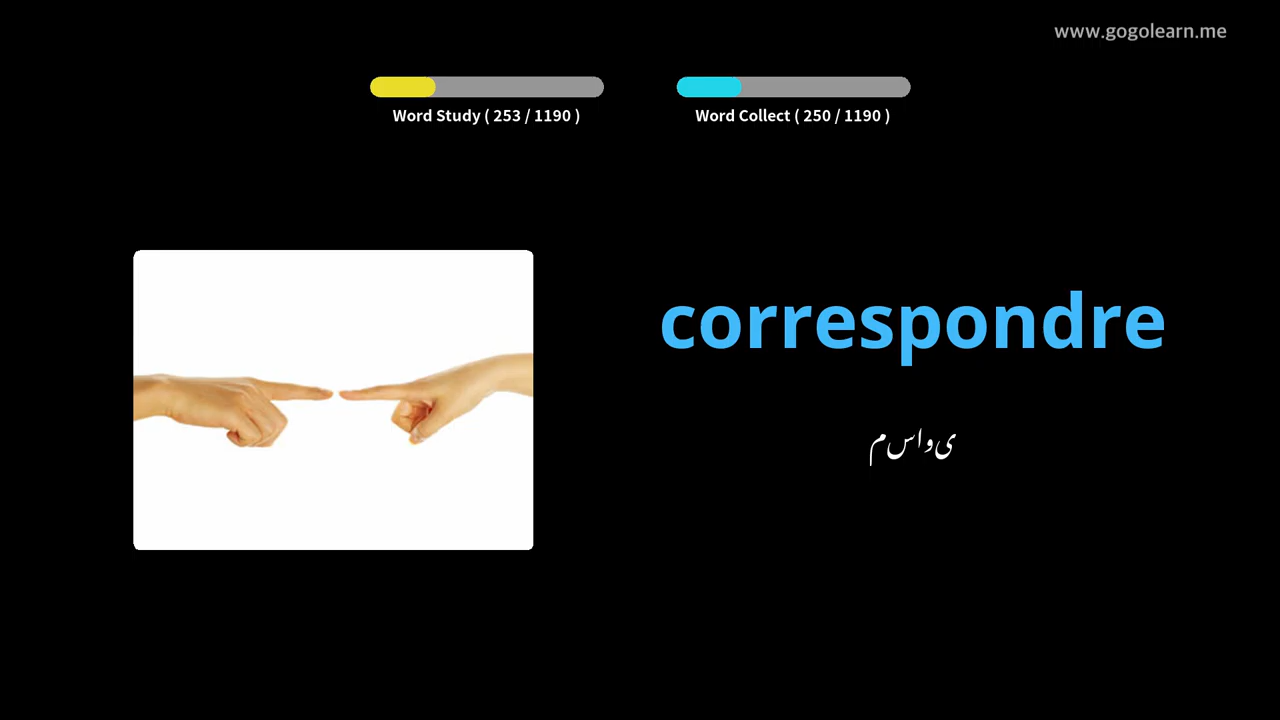 www.gogolearn.me
Word Study ( 253 / 1190 )
Word Collect ( 250 / 1190 )
correspondre
مساوی